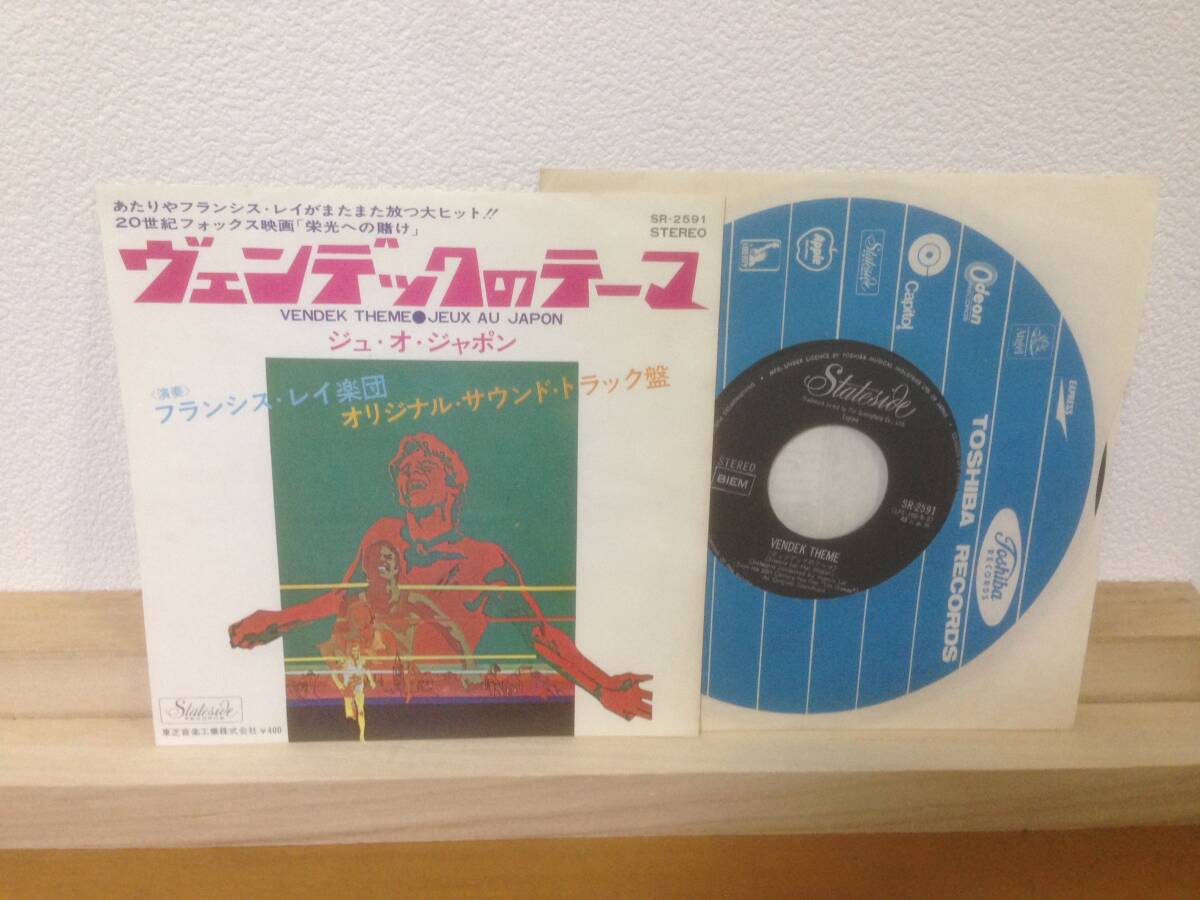 あたりやフランシス・レイがまたまた放つ大ヒット!!
20世紀フォックス映画「栄光への賭け」
SR-2591
STEREO
ヴェンデックのテーマ
VENDEK THEME●JEUX AU JAPON
ジュ・オ・ジャポン
〈演奏〉
フランシス・レイ楽団
オリジナル・サウンド・トラック盤
Stateside
RECORDS
東芝音楽工業株式会社 ¥400
LIBERTY
Apple
Stateside
Capitol
Odeon
Angel
EXPRESS
TOSHIBA RECORDS
Toshiba
RECORDS
Stateside
STEREO
BIEM
SR-2591
VENDEK THEME